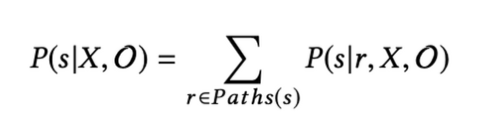 P(s|X, 𝒪) = ∑ P(s|r, X, 𝒪)
r∈Paths(s)